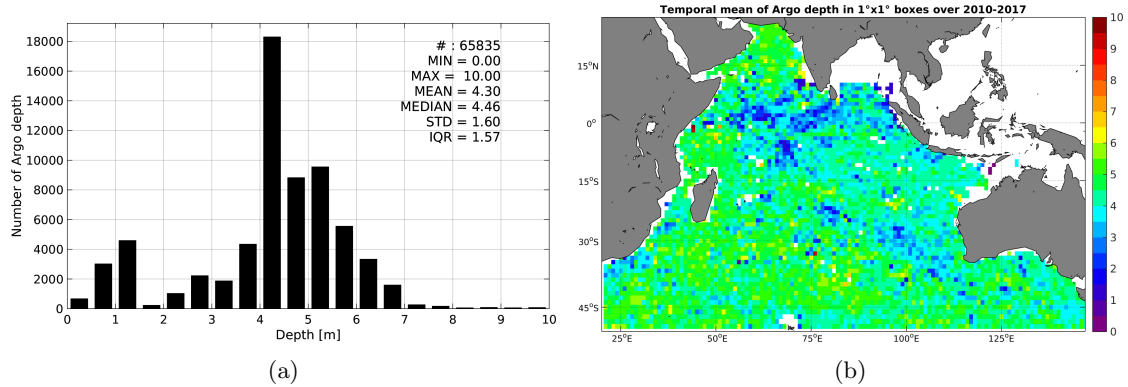 18000
16000
14000
12000
10000
8000
6000
4000
2000
0
Number of Argo depth
# : 65835
MIN = 0.00
MAX = 10.00
MEAN = 4.30
MEDIAN = 4.46
STD = 1.60
IQR = 1.57
0 1 2 3 4 5 6 7 8 9 10
Depth [m]
(a)
Temporal mean of Argo depth in 1°x1° boxes over 2010-2017
15°N
0°
15°S
30°S
45°S
25°E 50°E 75°E 100°E 125°E
10
9
8
7
6
5
4
3
2
1
0
(b)